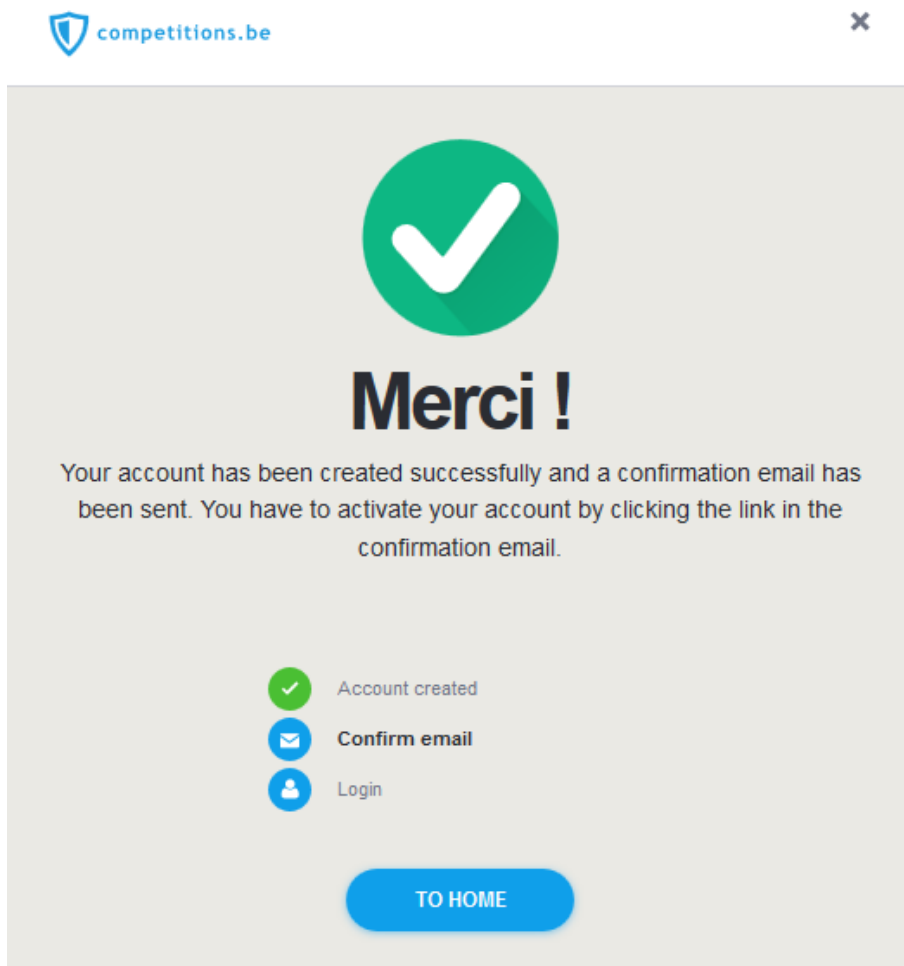 competitions.be
Merci !
Your account has been created successfully and a confirmation email has
been sent. You have to activate your account by clicking the link in the
confirmation email.
Account created
Confirm email
Login
TO HOME